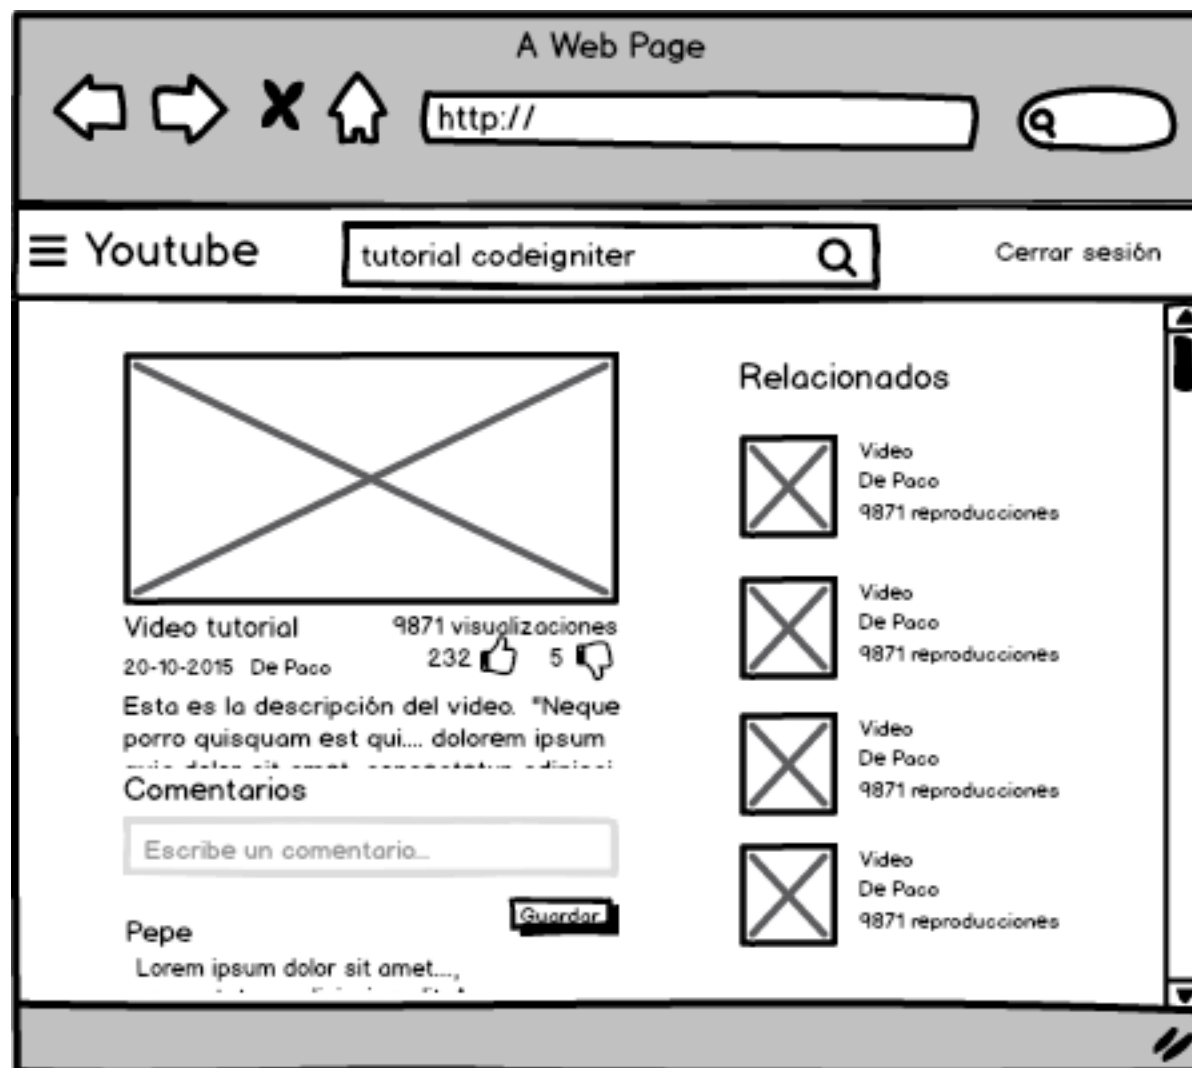 A Web Page
http://
Youtube
tutorial codeigniter
Cerrar sesión
Video tutorial
9871 visualizaciones
20-10-2015 De Paco
232
5
Esta es la descripción del video. "Neque
porro quisquam est qui.... dolorem ipsum
Comentarios
Escribe un comentario...
Guardar
Pepe
Lorem ipsum dolor sit amet...,
Relacionados
Video
De Paco
9871 reproducciones
Video
De Paco
9871 reproducciones
Video
De Paco
9871 reproducciones
Video
De Paco
9871 reproducciones